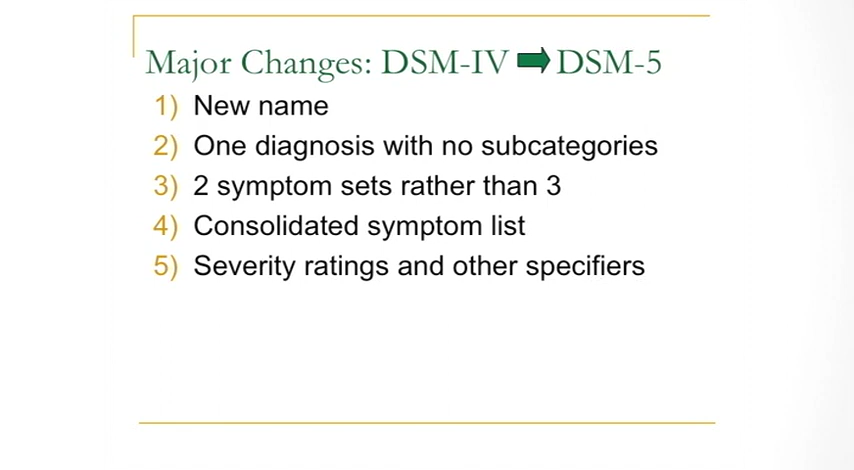 Major Changes: DSM-IV DSM-5
1) New name
2) One diagnosis with no subcategories
3) 2 symptom sets rather than 3
4) Consolidated symptom list
5) Severity ratings and other specifiers